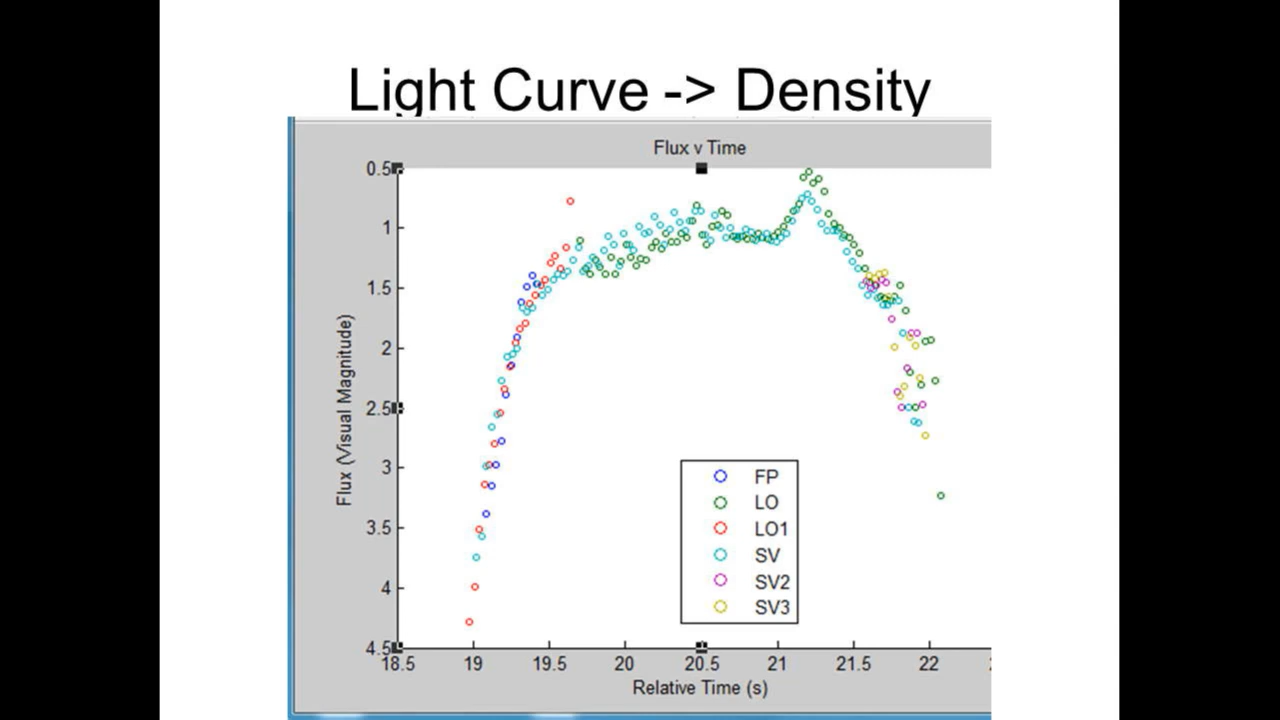 Light Curve -> Density
Flux v Time
0.5
1
1.5
2
2.5
3
3.5
4
4.5
Flux (Visual Magnitude)
FP
LO
LO1
SV
SV2
SV3
18.5 19 19.5 20 20.5 21 21.5 22
Relative Time (s)